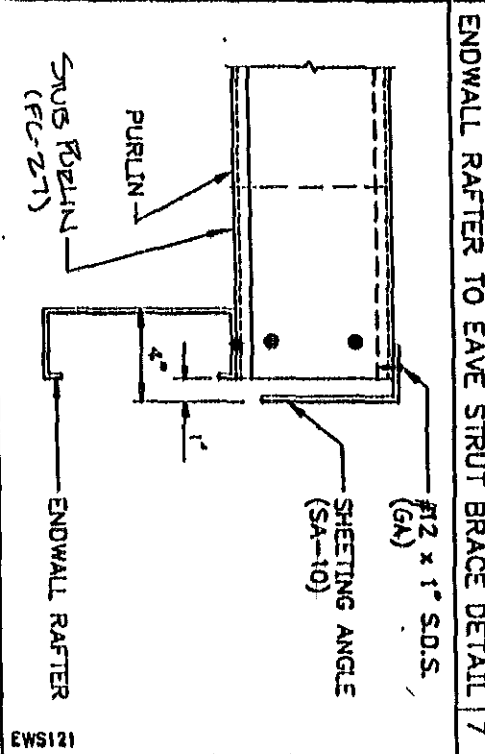 ENDWALL RAFTER TO EAVE STRUT BRACE DETAIL 17
#12 x 1" S.D.S.
(GA)
SHEETING ANGLE
(SA-10)
PURLIN
STUB PURLIN
(FC-27)
4"
1"
ENDWALL RAFTER
EWS121